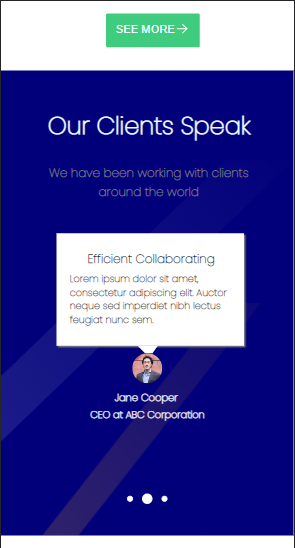 SEE MORE→
Our Clients Speak
We have been working with clients
around the world
Efficient Collaborating
Lorem ipsum dolor sit amet,
consectetur adipiscing elit. Auctor
neque sed imperdiet nibh lectus
feugiat nunc sem.
Jane Cooper
CEO at ABC Corporation